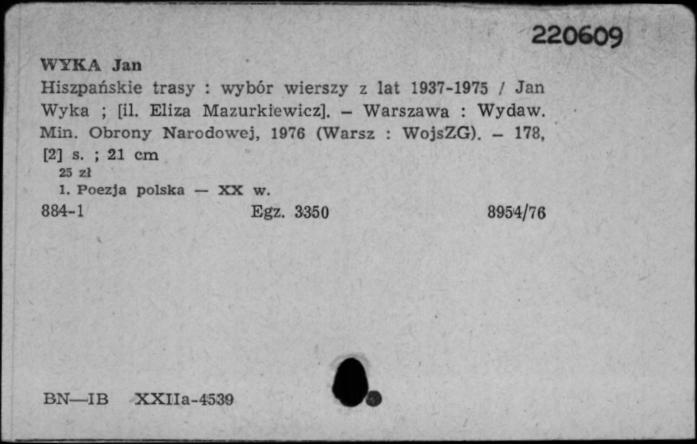 220609
WYKA Jan
Hiszpańskie trasy : wybór wierszy z lat 1937-1975 / Jan
Wyka ; [il. Eliza Mazurkiewicz]. — Warszawa : Wydaw.
Min. Obrony Narodowej, 1976 (Warsz : WojsZG). — 178,
[2] s. ; 21 cm
25 zł
1. Poezja polska — XX w.
884-1 Egz. 3350 8954/76
BN—IB XXIIa-4539